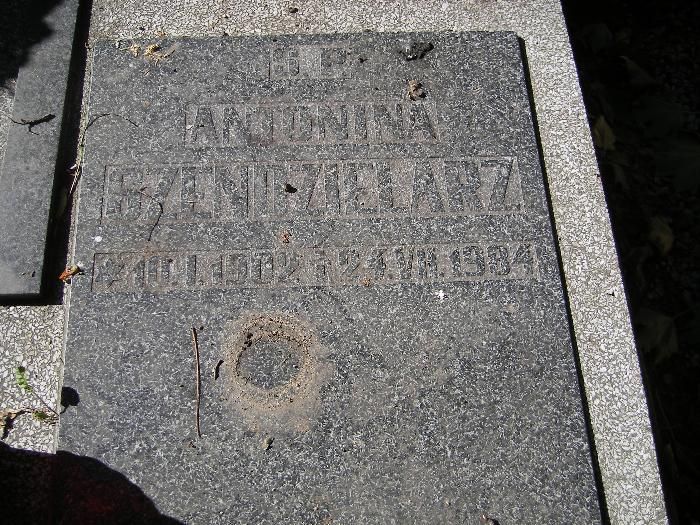 Ś. P.
ANTONINA
SZENDZIELARZ
* 10.I.1902 † 24.VII.1984